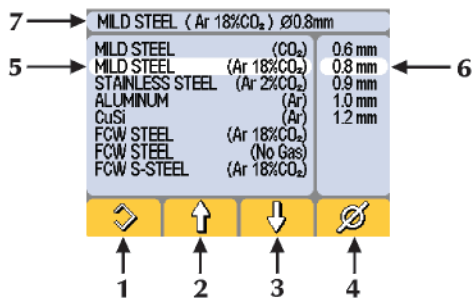 7
MILD STEEL ( Ar 18%CO₂ ) Ø0.8mm
5
6
MILD STEEL (CO₂) 0.6 mm
MILD STEEL (Ar 18%CO₂) 0.8 mm
STAINLESS STEEL (Ar 2%CO₂) 0.9 mm
ALUMINUM (Ar) 1.0 mm
CuSi (Ar) 1.2 mm
FCW STEEL (Ar 18%CO₂)
FCW STEEL (No Gas)
FCW S-STEEL (Ar 18%CO₂)
1 2 3 4